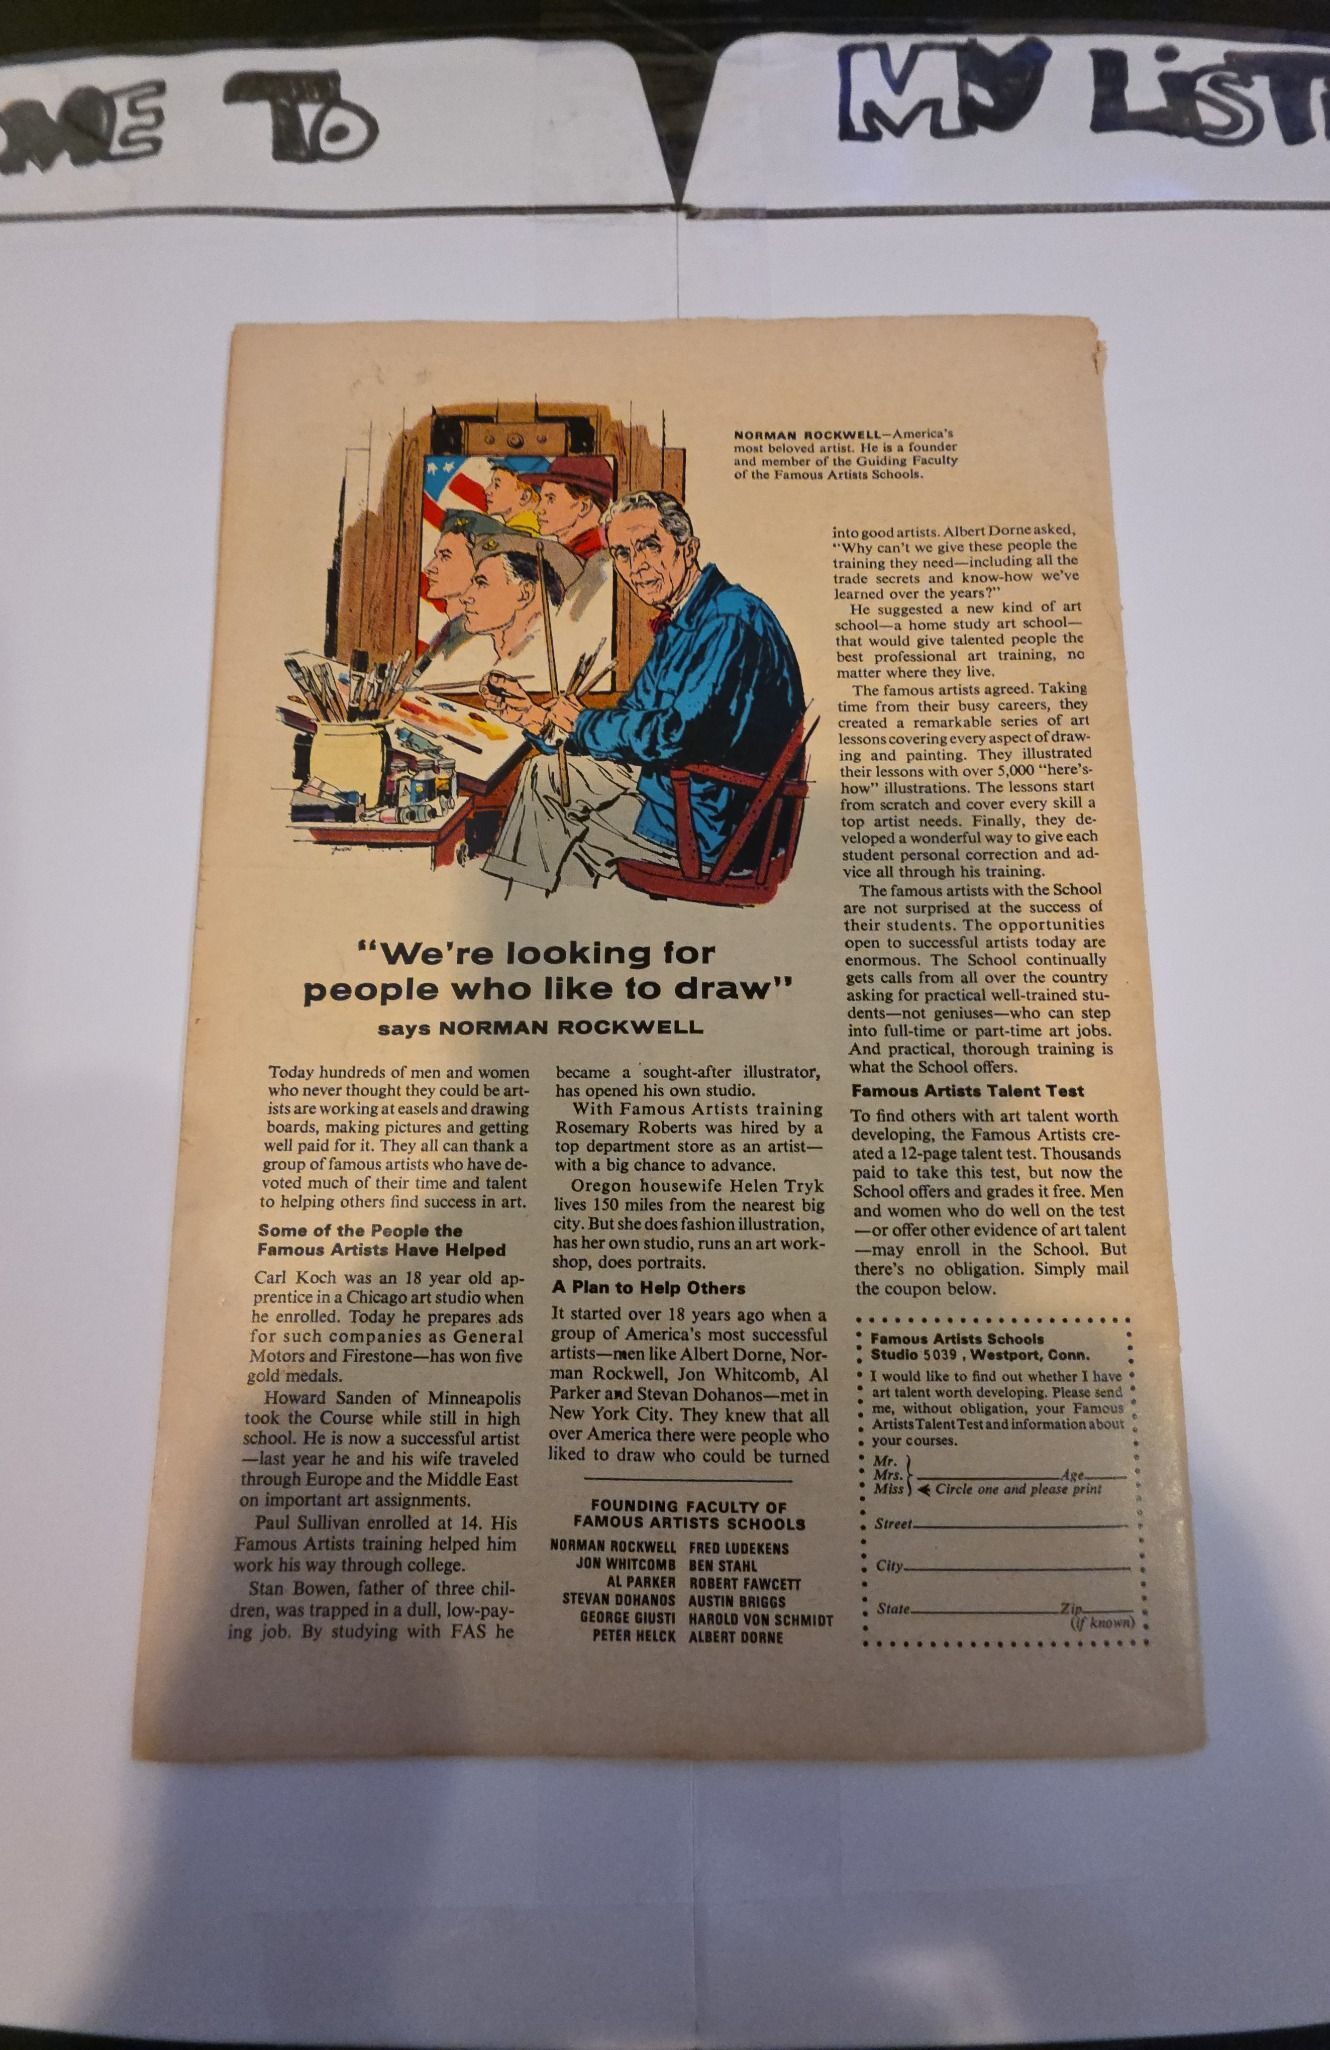 OME TO
MY LIST
NORMAN ROCKWELL—America's
most beloved artist. He is a founder
and member of the Guiding Faculty
of the Famous Artists Schools.
"We're looking for
people who like to draw"
says NORMAN ROCKWELL
Today hundreds of men and women
who never thought they could be art-
ists are working at easels and drawing
boards, making pictures and getting
well paid for it. They all can thank a
group of famous artists who have de-
voted much of their time and talent
to helping others find success in art.
Some of the People the
Famous Artists Have Helped
Carl Koch was an 18 year old ap-
prentice in a Chicago art studio when
he enrolled. Today he prepares ads
for such companies as General
Motors and Firestone—has won five
gold medals.
Howard Sanden of Minneapolis
took the Course while still in high
school. He is now a successful artist
—last year he and his wife traveled
through Europe and the Middle East
on important art assignments.
Paul Sullivan enrolled at 14. His
Famous Artists training helped him
work his way through college.
Stan Bowen, father of three chil-
dren, was trapped in a dull, low-pay-
ing job. By studying with FAS he
became a sought-after illustrator,
has opened his own studio.
With Famous Artists training
Rosemary Roberts was hired by a
top department store as an artist—
with a big chance to advance.
Oregon housewife Helen Tryk
lives 150 miles from the nearest big
city. But she does fashion illustration,
has her own studio, runs an art work-
shop, does portraits.
A Plan to Help Others
It started over 18 years ago when a
group of America's most successful
artists—men like Albert Dorne, Nor-
man Rockwell, Jon Whitcomb, Al
Parker and Stevan Dohanos—met in
New York City. They knew that all
over America there were people who
liked to draw who could be turned
FOUNDING FACULTY OF
FAMOUS ARTISTS SCHOOLS
NORMAN ROCKWELL FRED LUDEKENS
JON WHITCOMB BEN STAHL
AL PARKER ROBERT FAWCETT
STEVAN DOHANOS AUSTIN BRIGGS
GEORGE GIUSTI HAROLD VON SCHMIDT
PETER HELCK ALBERT DORNE
into good artists. Albert Dorne asked,
"Why can't we give these people the
training they need—including all the
trade secrets and know-how we've
learned over the years?"
He suggested a new kind of art
school—a home study art school—
that would give talented people the
best professional art training, no
matter where they live.
The famous artists agreed. Taking
time from their busy careers, they
created a remarkable series of art
lessons covering every aspect of draw-
ing and painting. They illustrated
their lessons with over 5,000 "here's-
how" illustrations. The lessons start
from scratch and cover every skill a
top artist needs. Finally, they de-
veloped a wonderful way to give each
student personal correction and ad-
vice all through his training.
The famous artists with the School
are not surprised at the success of
their students. The opportunities
open to successful artists today are
enormous. The School continually
gets calls from all over the country
asking for practical well-trained stu-
dents—not geniuses—who can step
into full-time or part-time art jobs.
And practical, thorough training is
what the School offers.
Famous Artists Talent Test
To find others with art talent worth
developing, the Famous Artists cre-
ated a 12-page talent test. Thousands
paid to take this test, but now the
School offers and grades it free. Men
and women who do well on the test
—or offer other evidence of art talent
—may enroll in the School. But
there's no obligation. Simply mail
the coupon below.
Famous Artists Schools
Studio 5039 , Westport, Conn.
I would like to find out whether I have
art talent worth developing. Please send
me, without obligation, your Famous
Artists Talent Test and information about
your courses.
Mr.
Mrs. Age
Miss Circle one and please print
Street
City
State Zip
(if known)